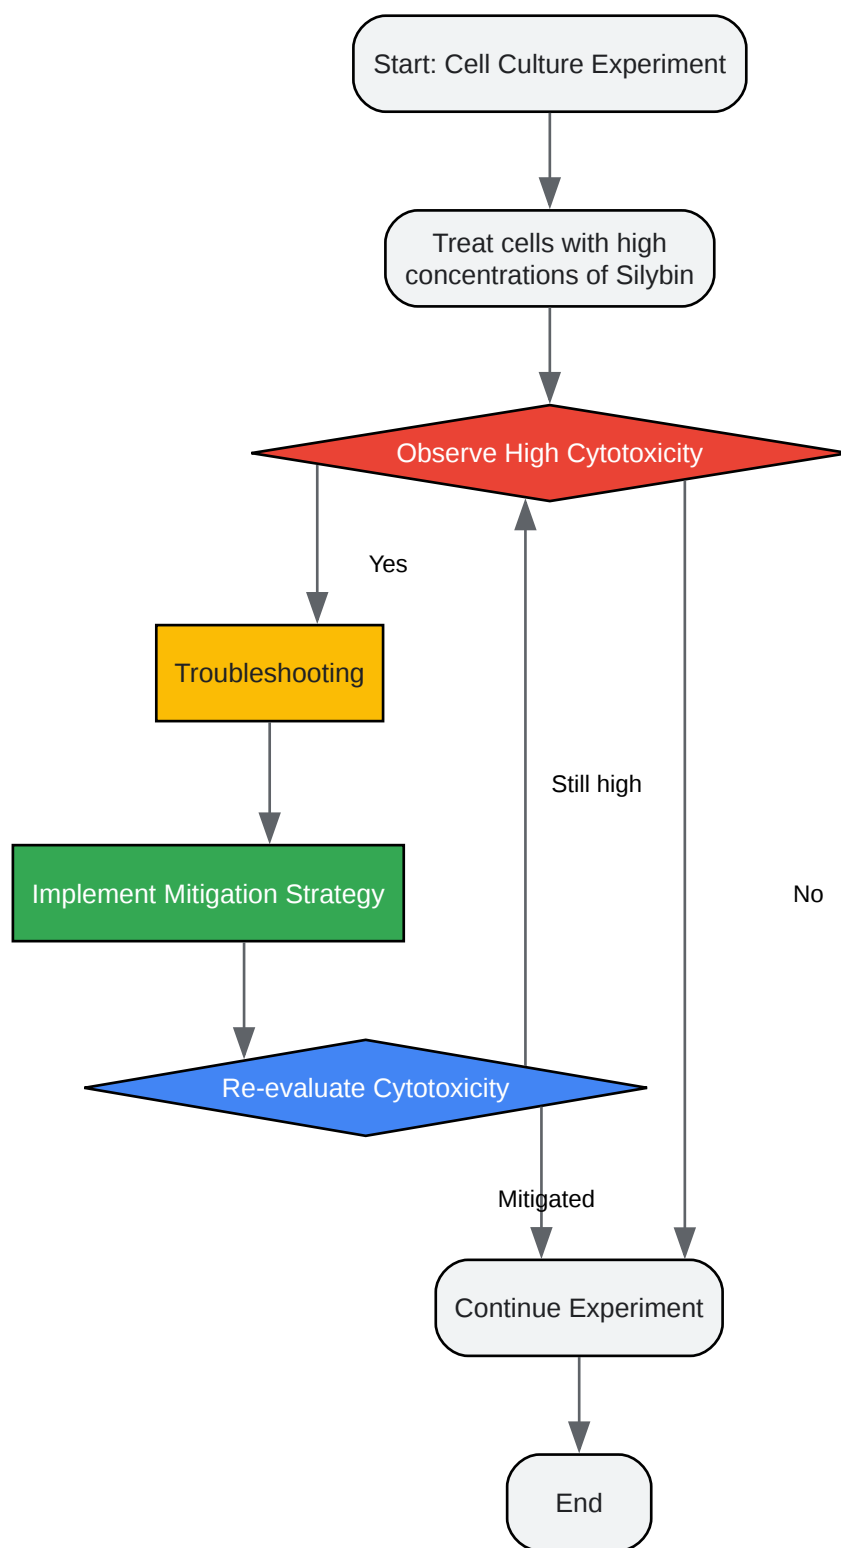 Start: Cell Culture Experiment
Treat cells with high
concentrations of Silybin
Observe High Cytotoxicity
Yes
Troubleshooting
Still high
Implement Mitigation Strategy
No
Re-evaluate Cytotoxicity
Mitigated
Continue Experiment
End